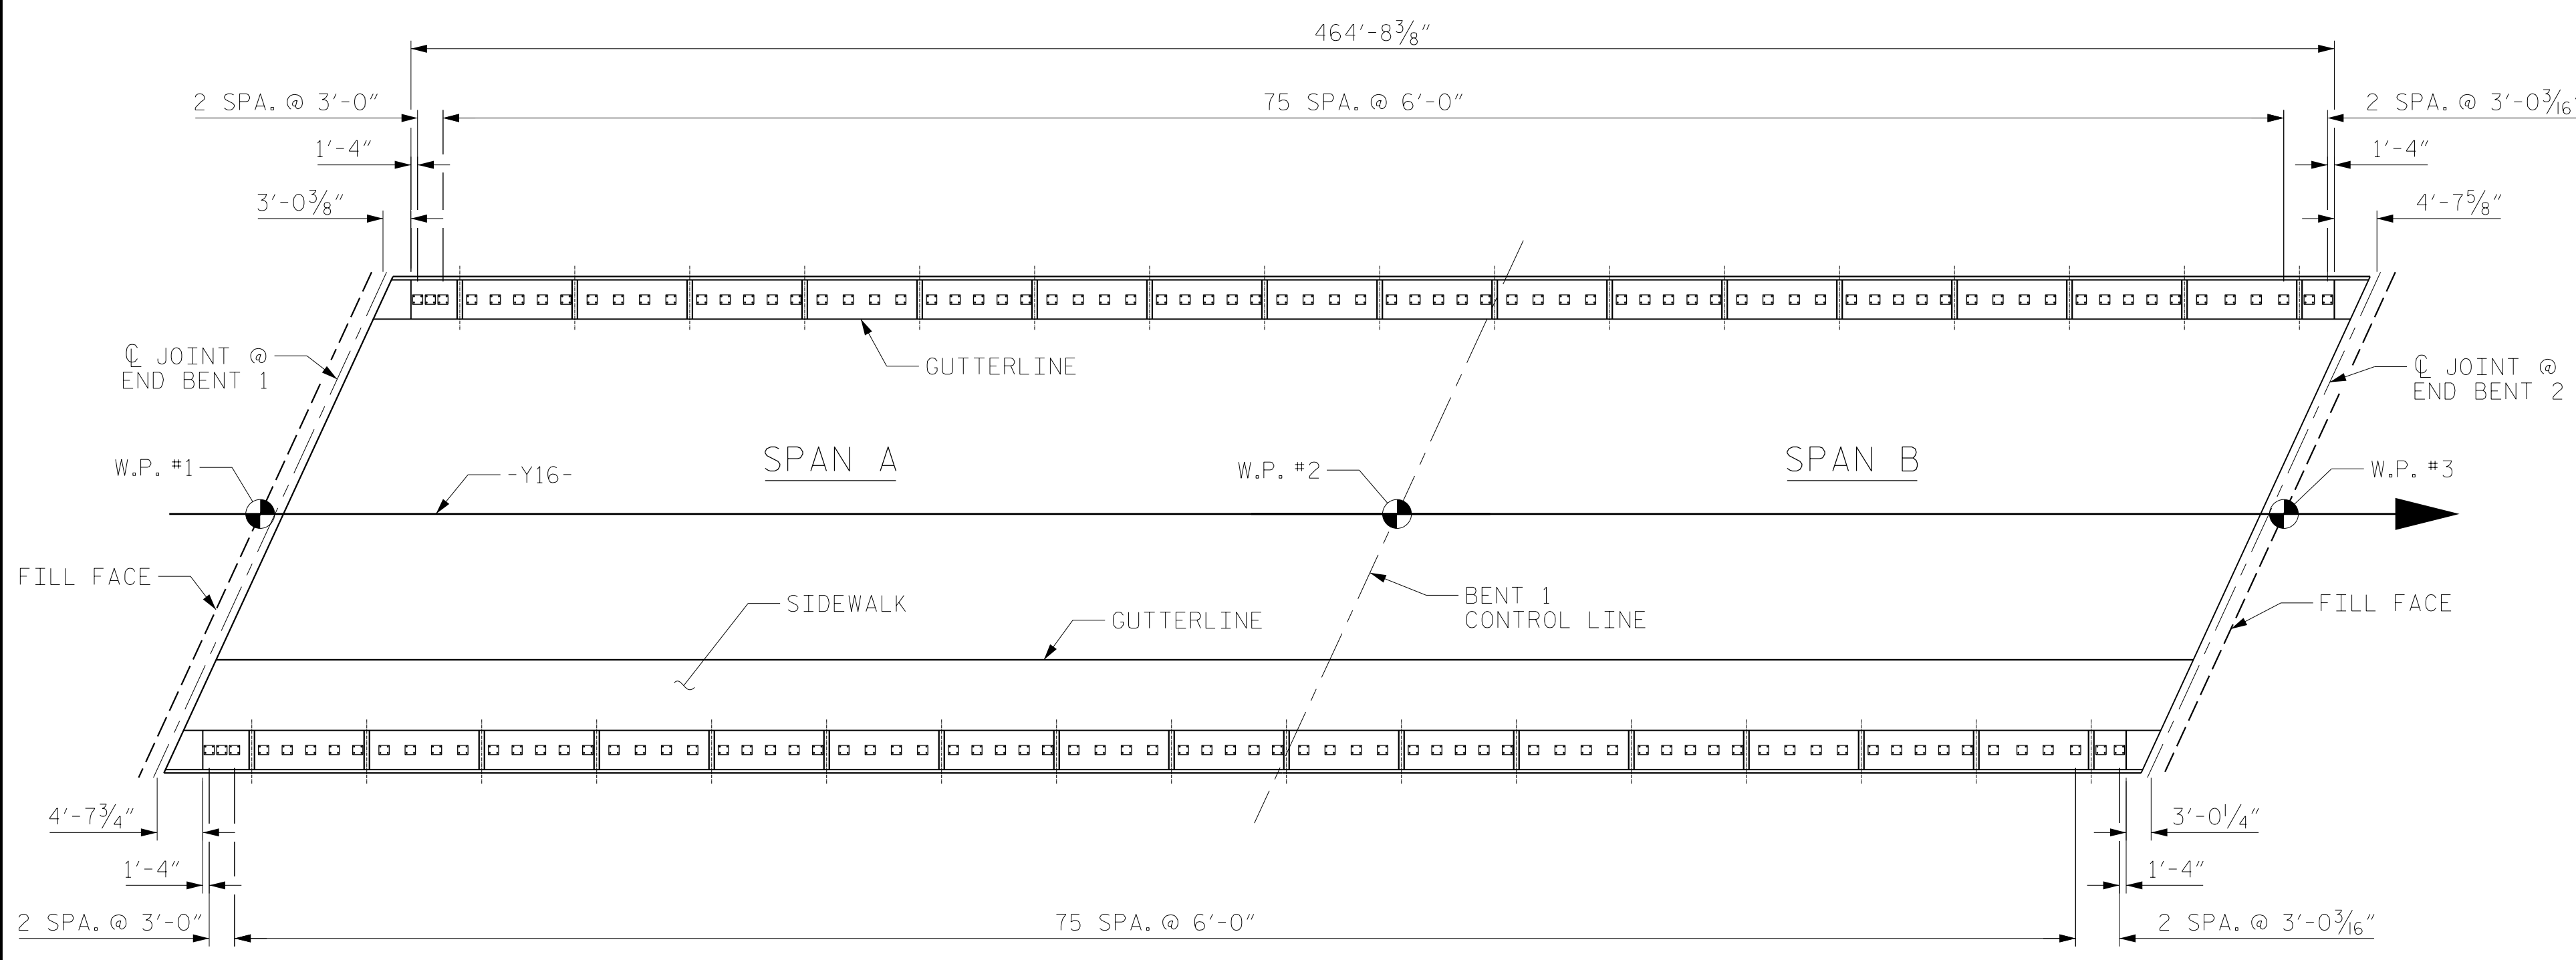 464'-8⅜"
2 SPA. @ 3'-0"
75 SPA. @ 6'-0"
2 SPA. @ 3'-0³⁄₁₆"
1'-4"
1'-4"
3'-0⅜"
4'-7⅝"
℄ JOINT @
END BENT 1
GUTTERLINE
℄ JOINT @
END BENT 2
W.P. #1
-Y16-
SPAN A
W.P. #2
SPAN B
W.P. #3
FILL FACE
SIDEWALK
GUTTERLINE
BENT 1
CONTROL LINE
FILL FACE
4'-7¾"
3'-0¼"
1'-4"
1'-4"
2 SPA. @ 3'-0"
75 SPA. @ 6'-0"
2 SPA. @ 3'-0³⁄₁₆"